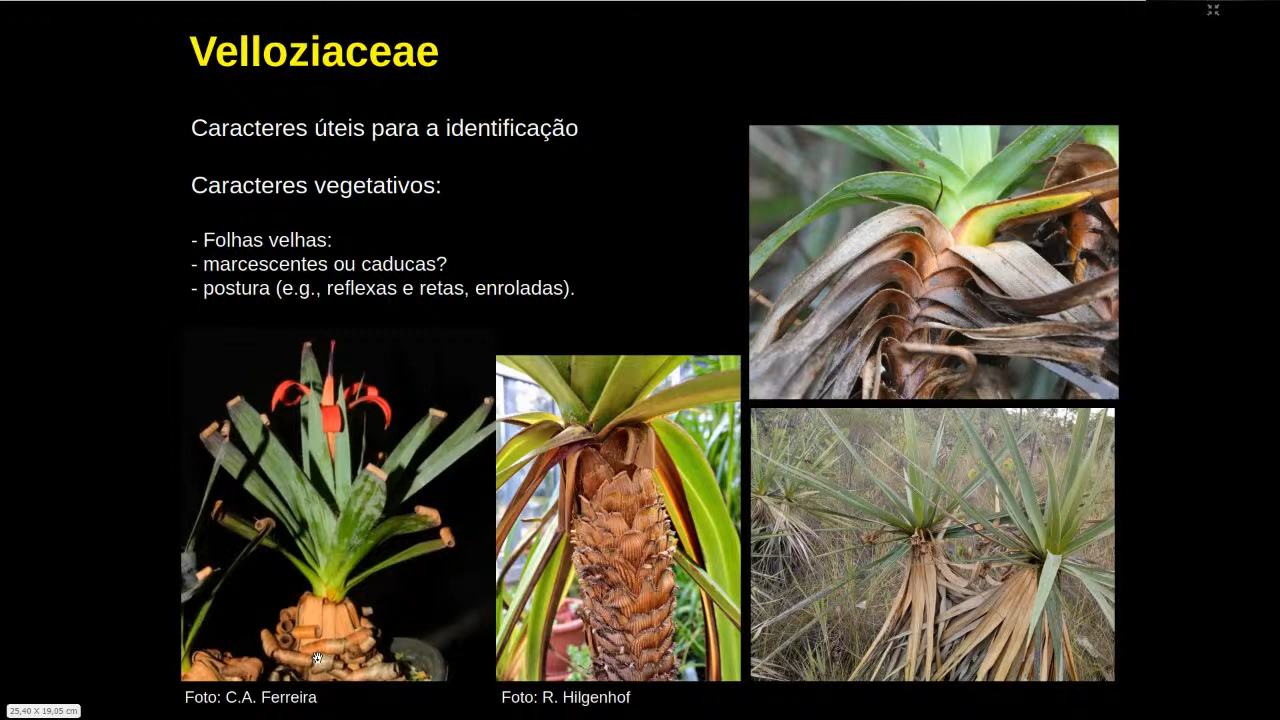 Velloziaceae
Caracteres úteis para a identificação
Caracteres vegetativos:
- Folhas velhas:
- marcescentes ou caducas?
- postura (e.g., reflexas e retas, enroladas).
Foto: C.A. Ferreira
Foto: R. Hilgenhof
25,40 X 19,05 cm